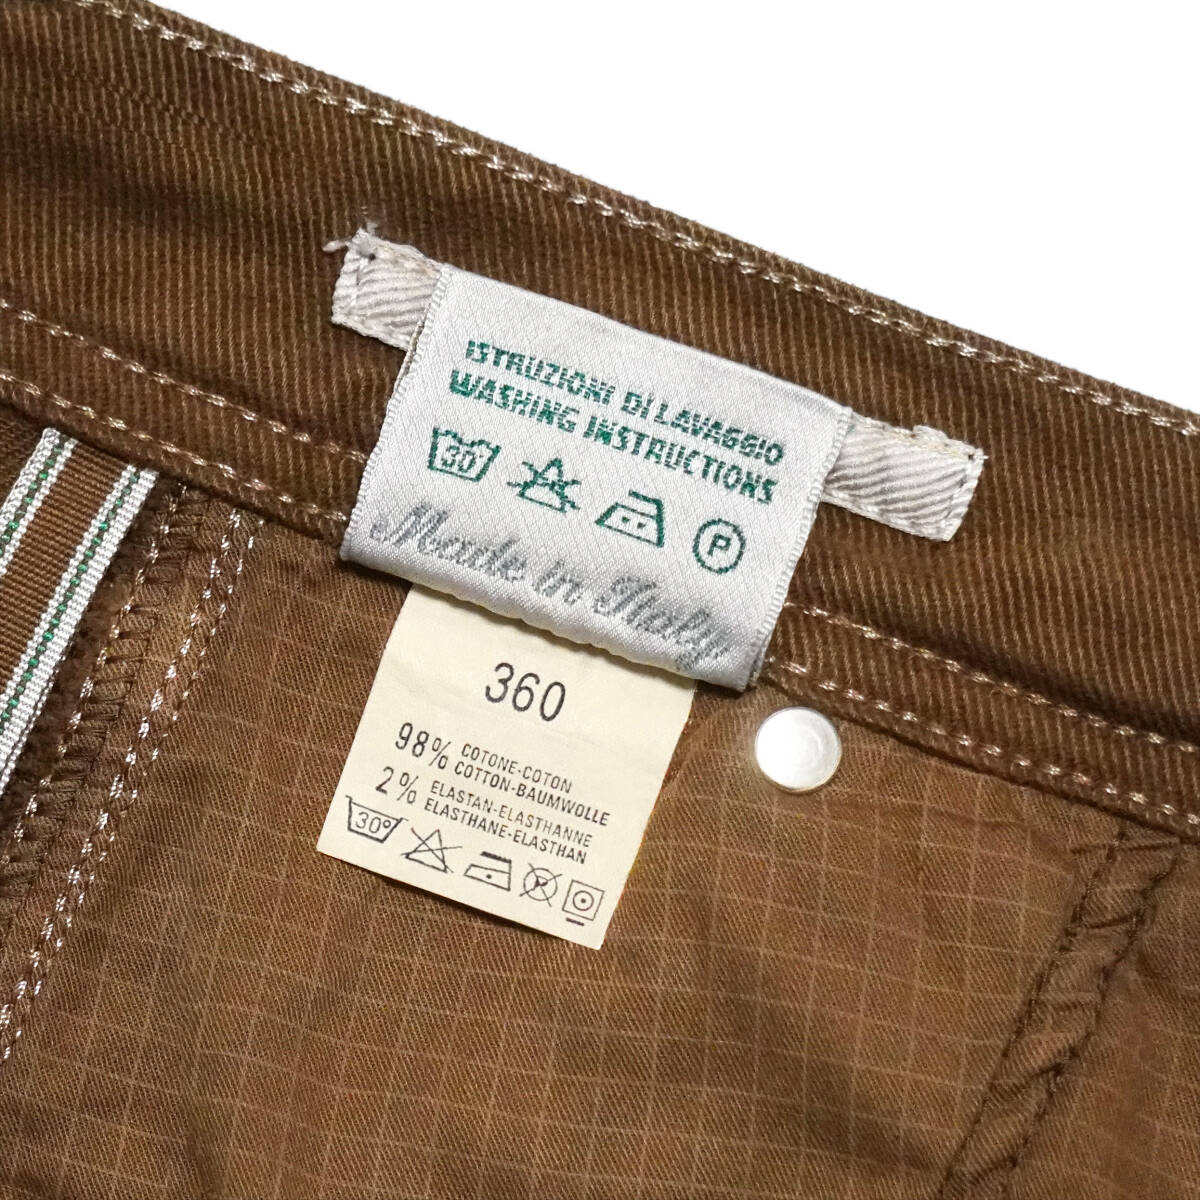 ISTRUZIONI DI LAVAGGIO
WASHING INSTRUCTIONS
30° P
Made in Italy
360
98% COTONE-COTON
COTTON-BAUMWOLLE
2% ELASTAN-ELASTHANNE
ELASTHANE-ELASTHAN
30° P